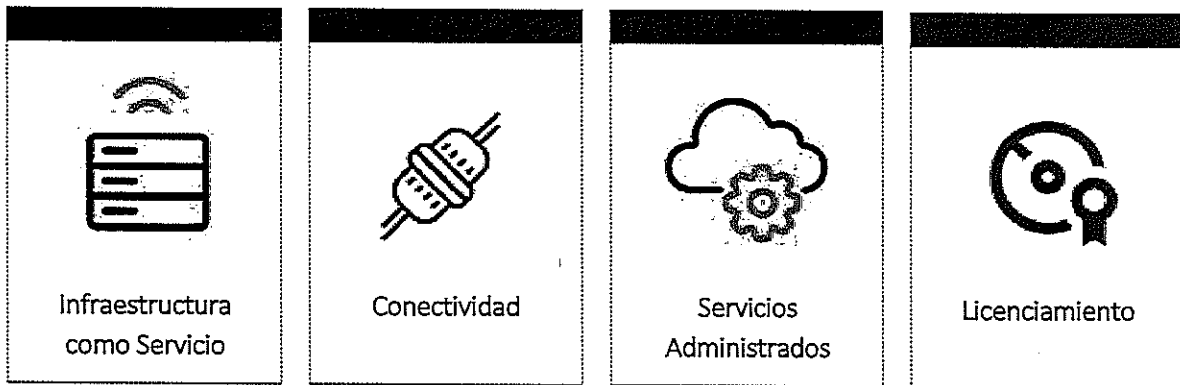 Infraestructura
como Servicio
Conectividad
Servicios
Administrados
Licenciamiento